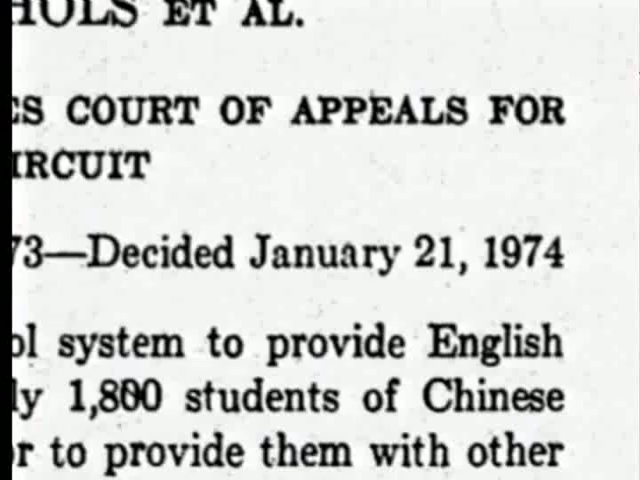 HOLS ET AL.
ES COURT OF APPEALS FOR
IRCUIT
73—Decided January 21, 1974
ol system to provide English
ly 1,800 students of Chinese
r to provide them with other